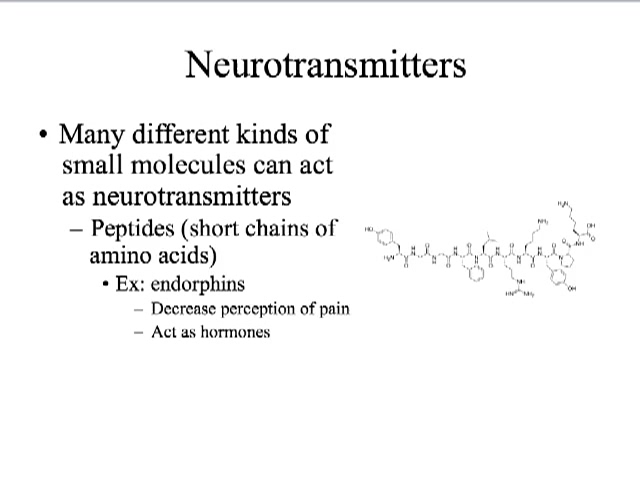 Neurotransmitters
• Many different kinds of
small molecules can act
as neurotransmitters
– Peptides (short chains of
amino acids)
• Ex: endorphins
– Decrease perception of pain
– Act as hormones